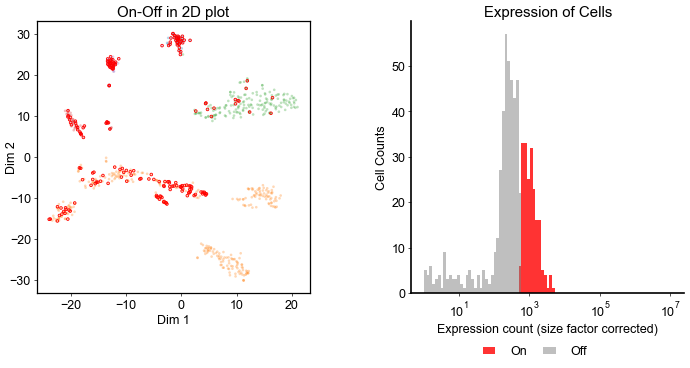 On-Off in 2D plot
Dim 2
30
20
10
0
−10
−20
−30
−20
−10
0
10
20
Dim 1
Expression of Cells
Cell Counts
50
40
30
20
10
0
10^1
10^3
10^5
10^7
Expression count (size factor corrected)
On
Off